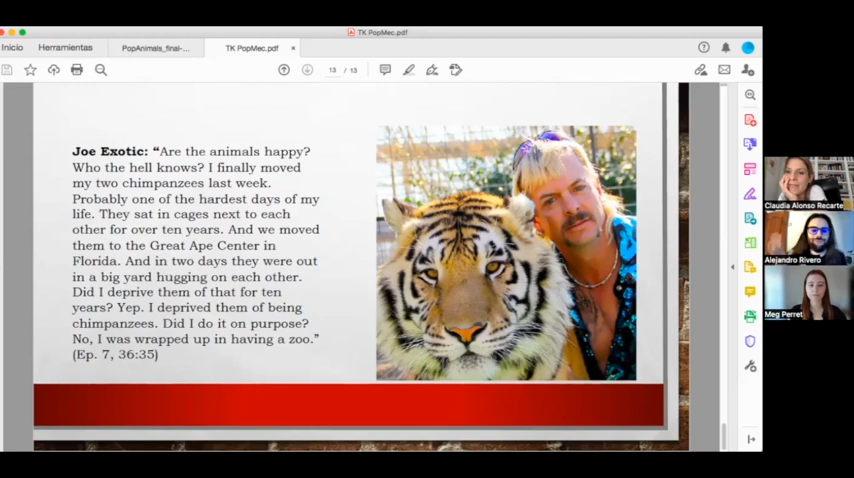 TK PopMec.pdf
Inicio
Herramientas
PopAnimals_final-...
TK PopMec.pdf
13 / 13
Joe Exotic: “Are the animals happy?
Who the hell knows? I finally moved
my two chimpanzees last week.
Probably one of the hardest days of my
life. They sat in cages next to each
other for over ten years. And we moved
them to the Great Ape Center in
Florida. And in two days they were out
in a big yard hugging on each other.
Did I deprive them of that for ten
years? Yep. I deprived them of being
chimpanzees. Did I do it on purpose?
No, I was wrapped up in having a zoo.”
(Ep. 7, 36:35)
Claudia Alonso Recarte
Alejandro Rivero
Meg Perret